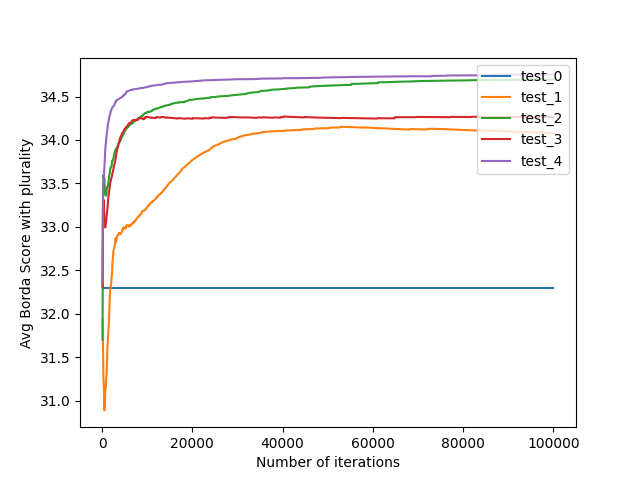 34.5
34.0
33.5
33.0
32.5
32.0
31.5
31.0
Avg Borda Score with plurality
0
20000
40000
60000
80000
100000
Number of iterations
test_0
test_1
test_2
test_3
test_4